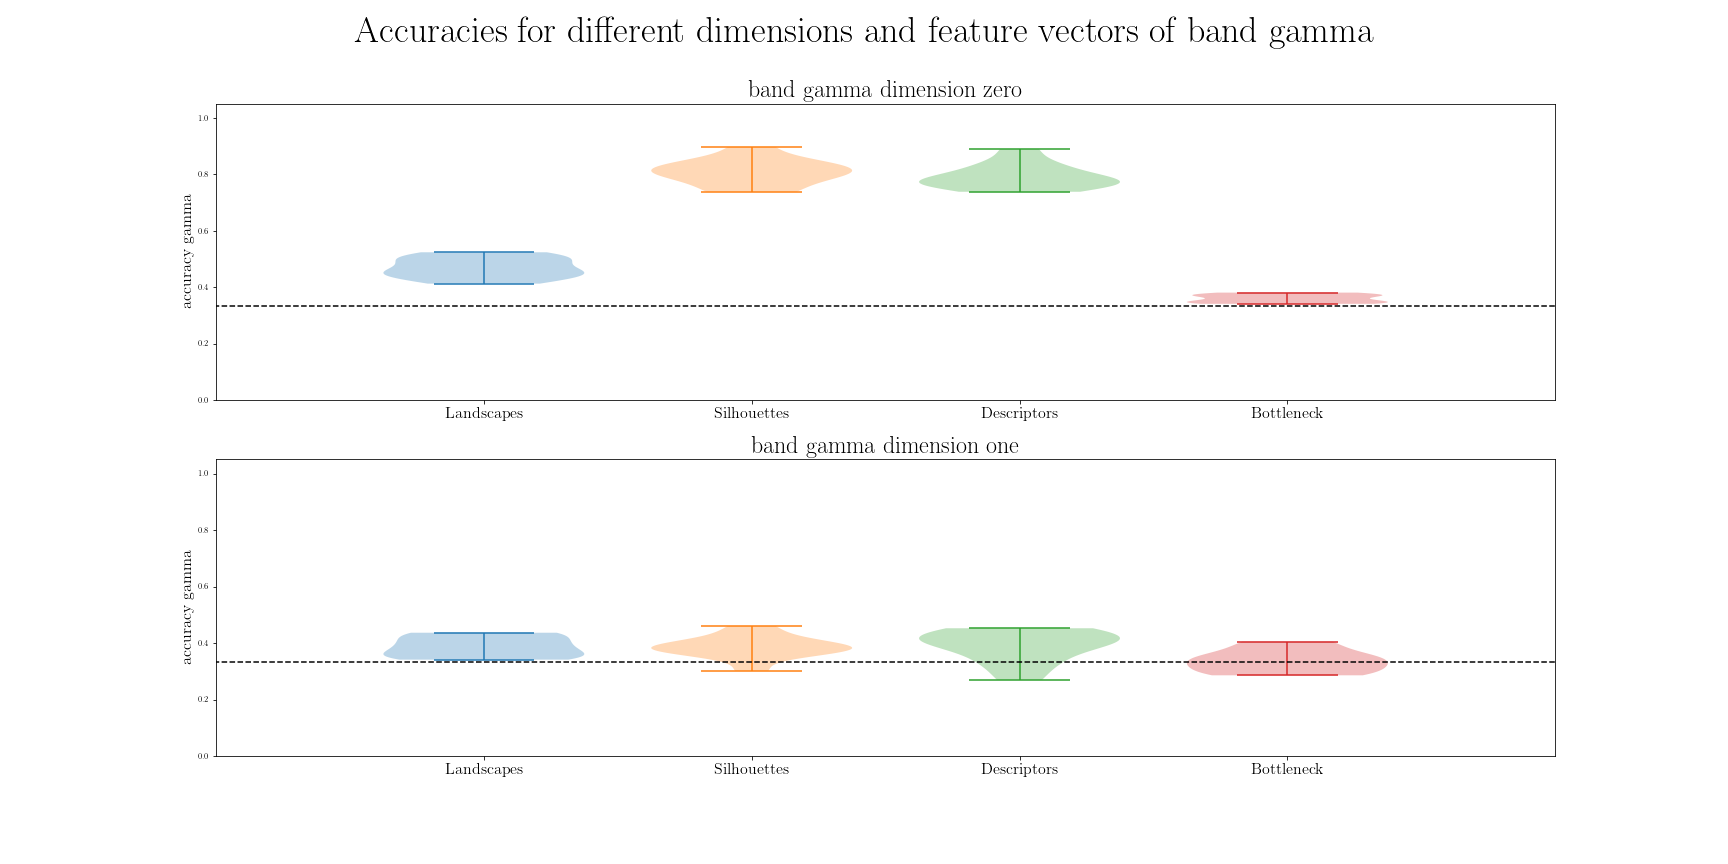 Accuracies for different dimensions and feature vectors of band gamma
band gamma dimension zero
accuracy gamma
1.0
0.8
0.6
0.4
0.2
0.0
Landscapes Silhouettes Descriptors Bottleneck
band gamma dimension one
accuracy gamma
1.0
0.8
0.6
0.4
0.2
0.0
Landscapes Silhouettes Descriptors Bottleneck